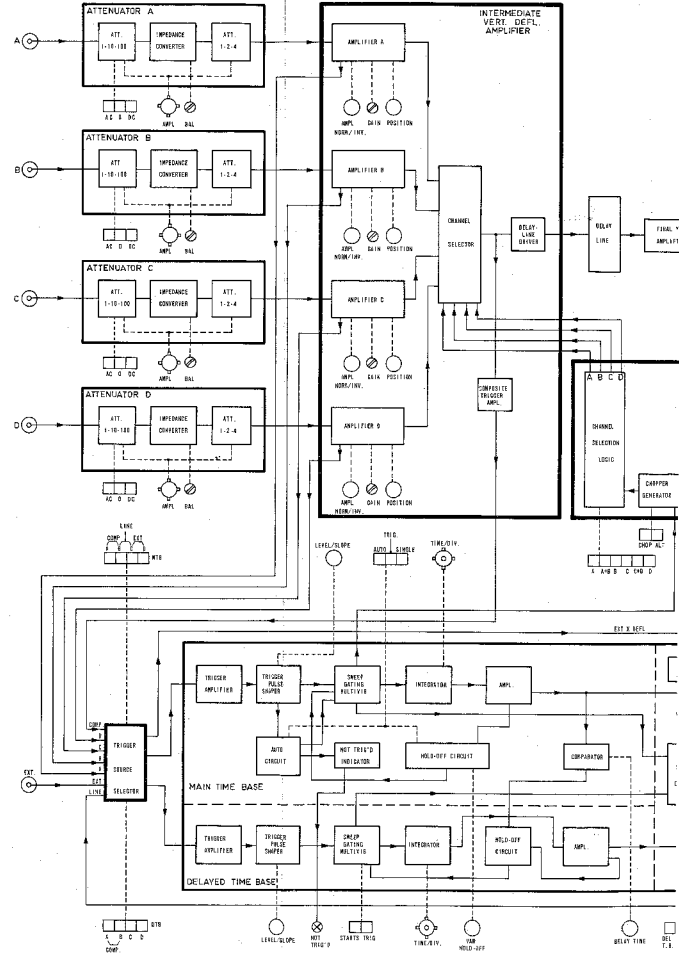 ATTENUATOR A
A
ATT.
1-10-100
IMPEDANCE
CONVERTER
ATT.
1-2-4
AC 0 DC
AMPL BAL
INTERMEDIATE
VERT. DEFL.
AMPLIFIER
AMPLIFIER A
AMPL GAIN POSITION
NORM/INV.
ATTENUATOR B
B
ATT
1-10-100
IMPEDANCE
CONVERTER
ATT.
1-2-4
AC 0 DC
AMPL BAL
AMPLIFIER B
AMPL GAIN POSITION
NORM/INV.
CHANNEL
SELECTOR
DELAY-
LINE
DRIVER
DELAY
LINE
FINAL Y
ATTENUATOR C
C
ATT.
1-10-100
IMPEDANCE
CONVERTER
ATT.
1-2-4
AC 0 DC
AMPL BAL
AMPLIFIER C
AMPL GAIN POSITION
NORM/INV.
COMPOSITE
TRIGGER
AMPL.
ATTENUATOR D
D
ATT.
1-10-100
IMPEDANCE
CONVERTER
ATT.
1-2-4
AC 0 DC
AMPL BAL
AMPLIFIER D
AMPL GAIN POSITION
NORM/INV.
A B C D
CHANNEL
SELECTION
LOGIC
CHOPPER
GENERATOR
CHOP ALT
A A+B B C C+D D
LINE
COMP EXT
A B C D
MTB
LEVEL/SLOPE
TRIG.
AUTO SINGLE
TIME/DIV.
EXT X DEFL
TRIGGER
AMPLIFIER
TRIGGER
PULSE
SHAPER
SWEEP
GATING
MULTIVIB
INTEGRATOR
AMPL.
AUTO
CIRCUIT
NOT TRIG'D
INDICATOR
HOLD-OFF CIRCUIT
COMPARATOR
MAIN TIME BASE
COMP
D
C
B
A
EXT
LINE
EXT.
TRIGGER
SOURCE
SELECTOR
TRIGGER
AMPLIFIER
TRIGGER
PULSE
SHAPER
SWEEP
GATING
MULTIVIB
INTEGRATOR
HOLD-OFF
CIRCUIT
AMPL.
DELAYED TIME BASE
DTB
A B C D
COMP.
LEVEL/SLOPE
NOT
TRIG'D
STARTS TRIG
TIME/DIV.
VAR
HOLD-OFF
DELAY TIME
DEL
T.B.